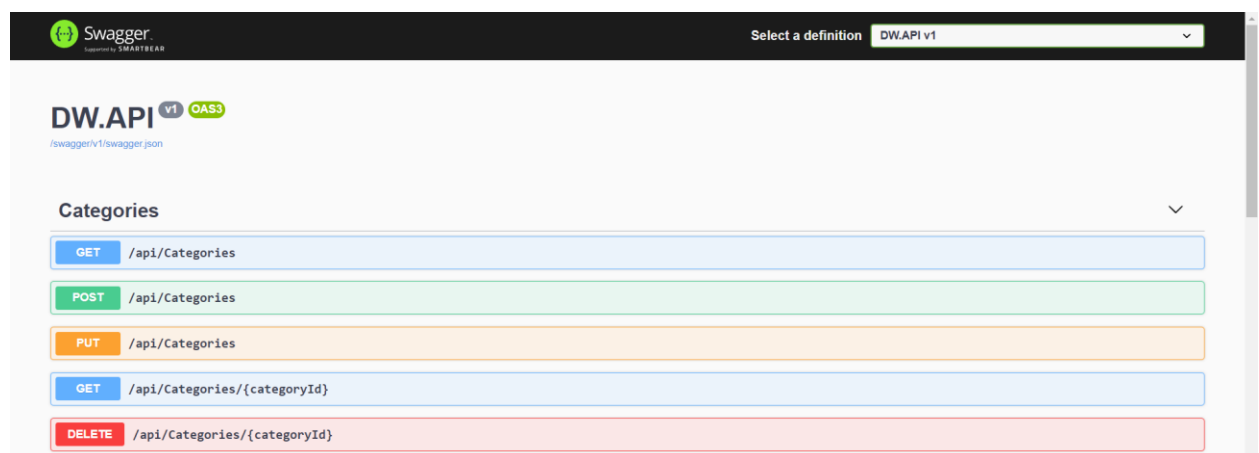 {···} Swagger.
Supported by SMARTBEAR
Select a definition DW.API v1
DW.API v1 OAS3
/swagger/v1/swagger.json
Categories
GET /api/Categories
POST /api/Categories
PUT /api/Categories
GET /api/Categories/{categoryId}
DELETE /api/Categories/{categoryId}